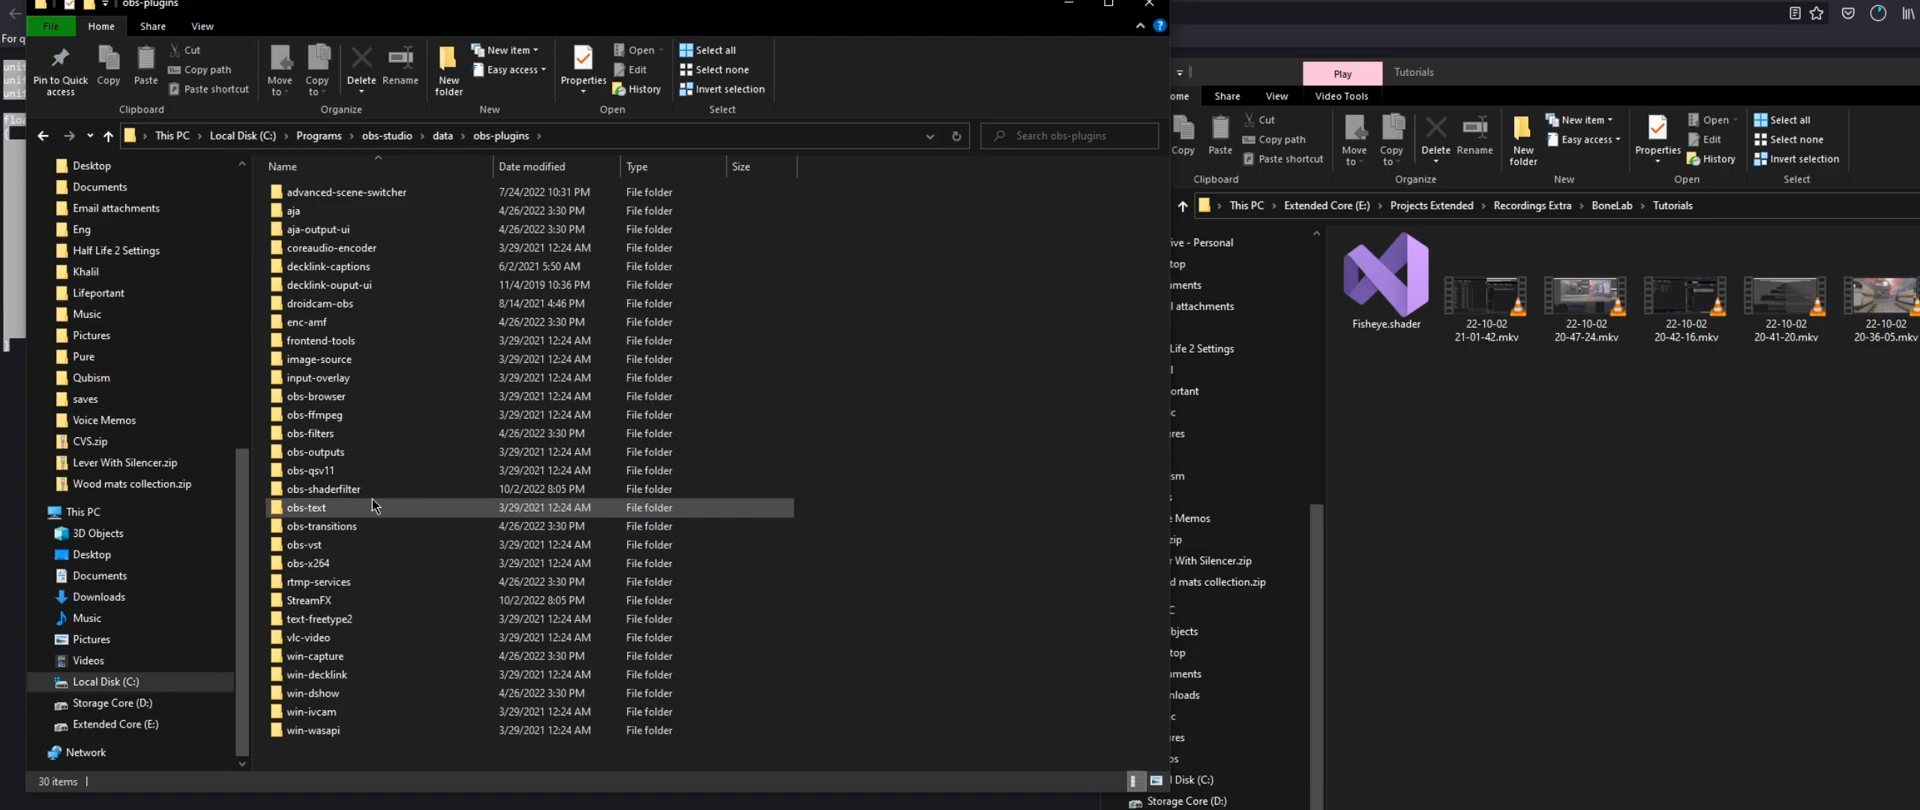 obs-plugins
File Home Share View
Pin to Quick access
Copy
Paste
Cut
Copy path
Paste shortcut
Clipboard
Move to
Copy to
Delete
Rename
Organize
New folder
New item
Easy access
New
Properties
Open
Edit
History
Open
Select all
Select none
Invert selection
Select
This PC > Local Disk (C:) > Programs > obs-studio > data > obs-plugins >
Search obs-plugins
Desktop
Documents
Email attachments
Eng
Half Life 2 Settings
Khalil
Lifeportant
Music
Pictures
Pure
Qubism
saves
Voice Memos
CVS.zip
Lever With Silencer.zip
Wood mats collection.zip
This PC
3D Objects
Desktop
Documents
Downloads
Music
Pictures
Videos
Local Disk (C:)
Storage Core (D:)
Extended Core (E:)
Network
30 items
Name Date modified Type Size
advanced-scene-switcher 7/24/2022 10:31 PM File folder
aja 4/26/2022 3:30 PM File folder
aja-output-ui 4/26/2022 3:30 PM File folder
coreaudio-encoder 3/29/2021 12:24 AM File folder
decklink-captions 6/2/2021 5:50 AM File folder
decklink-ouput-ui 11/4/2019 10:36 PM File folder
droidcam-obs 8/14/2021 4:46 PM File folder
enc-amf 4/26/2022 3:30 PM File folder
frontend-tools 3/29/2021 12:24 AM File folder
image-source 3/29/2021 12:24 AM File folder
input-overlay 3/29/2021 12:24 AM File folder
obs-browser 3/29/2021 12:24 AM File folder
obs-ffmpeg 3/29/2021 12:24 AM File folder
obs-filters 4/26/2022 3:30 PM File folder
obs-outputs 3/29/2021 12:24 AM File folder
obs-qsv11 3/29/2021 12:24 AM File folder
obs-shaderfilter 10/2/2022 8:05 PM File folder
obs-text 3/29/2021 12:24 AM File folder
obs-transitions 4/26/2022 3:30 PM File folder
obs-vst 3/29/2021 12:24 AM File folder
obs-x264 3/29/2021 12:24 AM File folder
rtmp-services 4/26/2022 3:30 PM File folder
StreamFX 10/2/2022 8:05 PM File folder
text-freetype2 3/29/2021 12:24 AM File folder
vlc-video 3/29/2021 12:24 AM File folder
win-capture 4/26/2022 3:30 PM File folder
win-decklink 3/29/2021 12:24 AM File folder
win-dshow 4/26/2022 3:30 PM File folder
win-ivcam 3/29/2021 12:24 AM File folder
win-wasapi 3/29/2021 12:24 AM File folder
For q
unif
unif
unif
floa
{
}
Play Tutorials
ome Share View Video Tools
Copy
Paste
Cut
Copy path
Paste shortcut
Clipboard
Move to
Copy to
Delete
Rename
Organize
New folder
New item
Easy access
New
Properties
Open
Edit
History
Open
Select all
Select none
Invert selection
Select
This PC > Extended Core (E:) > Projects Extended > Recordings Extra > BoneLab > Tutorials
ive - Personal
top
uments
l attachments
Life 2 Settings
l
ortant
c
res
ism
s
e Memos
zip
r With Silencer.zip
d mats collection.zip
C
bjects
top
uments
nloads
c
res
os
l Disk (C:)
Storage Core (D:)
Fisheye.shader
22-10-02 21-01-42.mkv
22-10-02 20-47-24.mkv
22-10-02 20-42-16.mkv
22-10-02 20-41-20.mkv
22-10-02 20-36-05.mkv